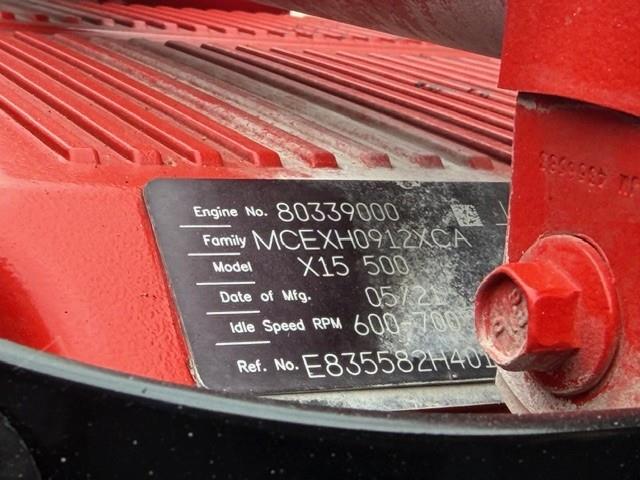 Engine No. 80339000
Family MCEXH0912XCA
Model X15 500
Date of Mfg. 05/21
Idle Speed RPM 600-700
Ref. No. E835582H401